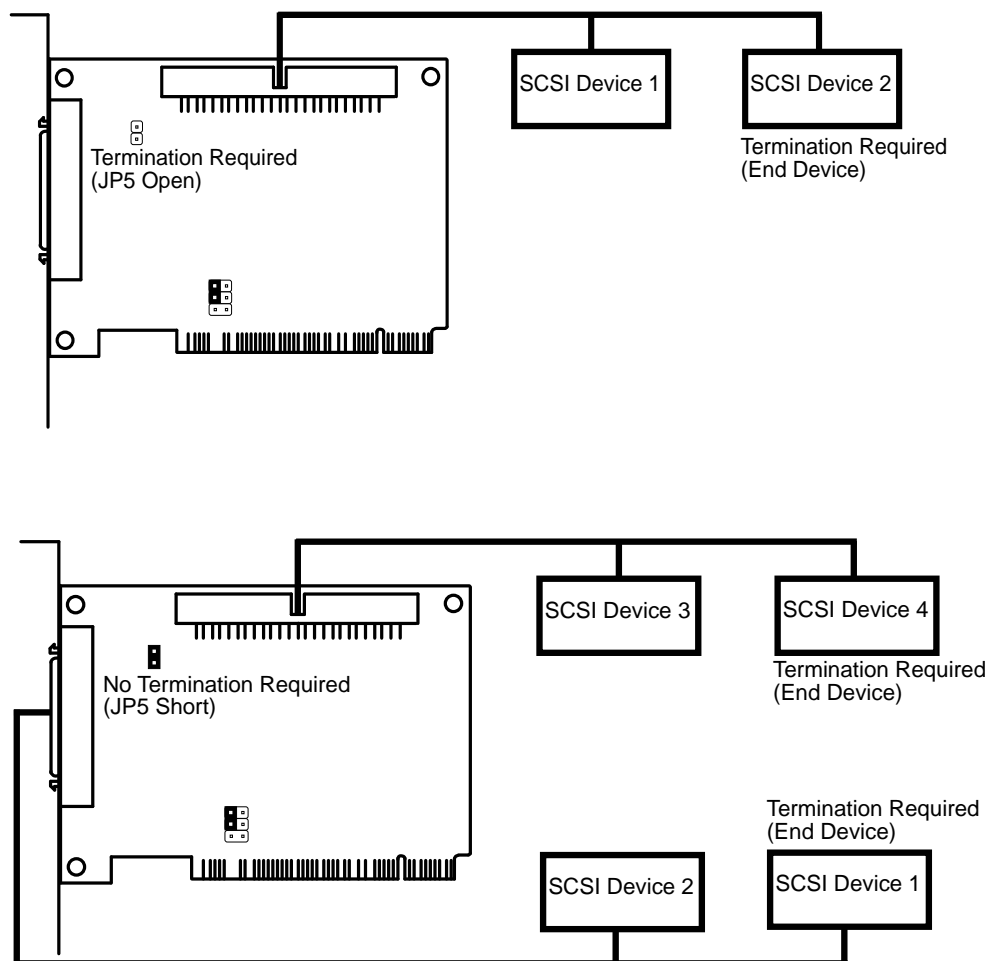 SCSI Device 1
SCSI Device 2
Termination Required
(End Device)
Termination Required
(JP5 Open)
SCSI Device 3
SCSI Device 4
Termination Required
(End Device)
No Termination Required
(JP5 Short)
Termination Required
(End Device)
SCSI Device 2
SCSI Device 1